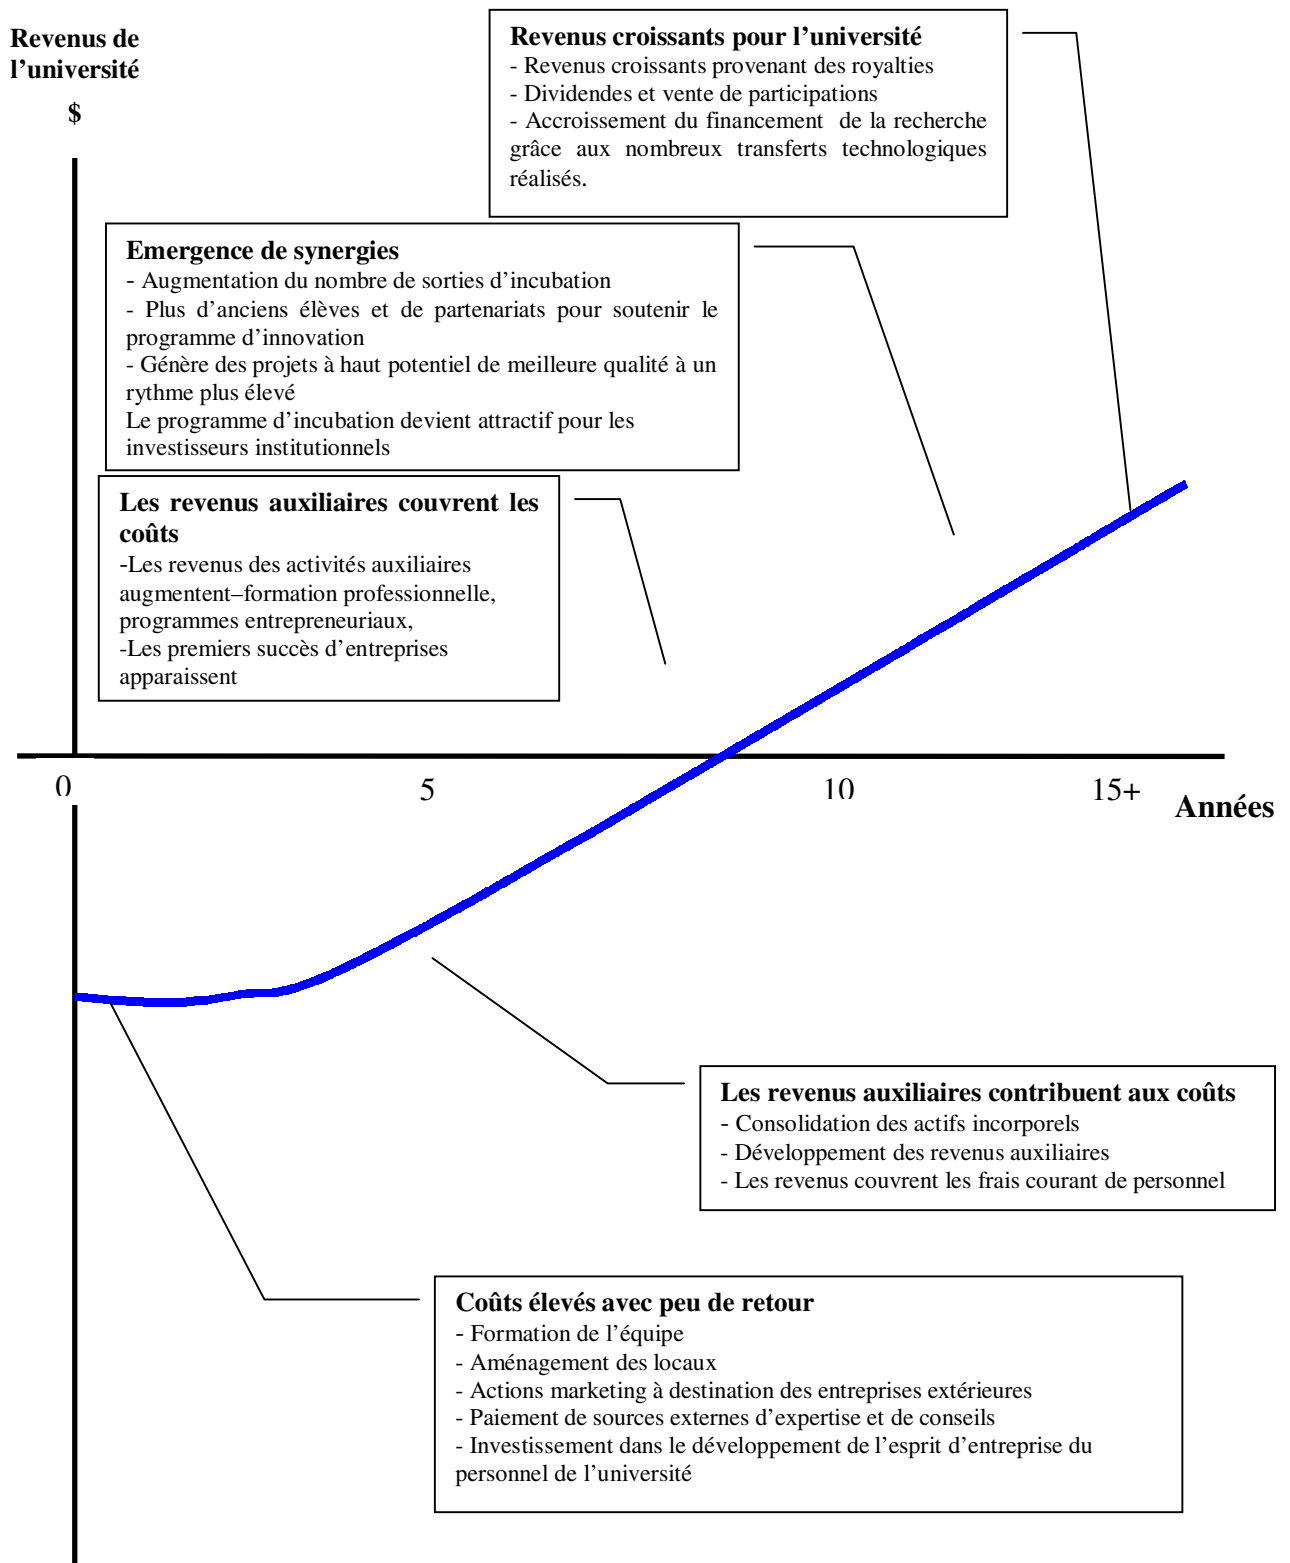 Revenus de
l’université
$
Revenus croissants pour l’université
- Revenus croissants provenant des royalties
- Dividendes et vente de participations
- Accroissement du financement de la recherche
grâce aux nombreux transferts technologiques
réalisés.
Emergence de synergies
- Augmentation du nombre de sorties d’incubation
- Plus d’anciens élèves et de partenariats pour soutenir le
programme d’innovation
- Génère des projets à haut potentiel de meilleure qualité à un
rythme plus élevé
Le programme d’incubation devient attractif pour les
investisseurs institutionnels
Les revenus auxiliaires couvrent les
coûts
-Les revenus des activités auxiliaires
augmentent–formation professionnelle,
programmes entrepreneuriaux,
-Les premiers succès d’entreprises
apparaissent
0 5 10 15+
Années
Les revenus auxiliaires contribuent aux coûts
- Consolidation des actifs incorporels
- Développement des revenus auxiliaires
- Les revenus couvrent les frais courant de personnel
Coûts élevés avec peu de retour
- Formation de l’équipe
- Aménagement des locaux
- Actions marketing à destination des entreprises extérieures
- Paiement de sources externes d’expertise et de conseils
- Investissement dans le développement de l’esprit d’entreprise du
personnel de l’université